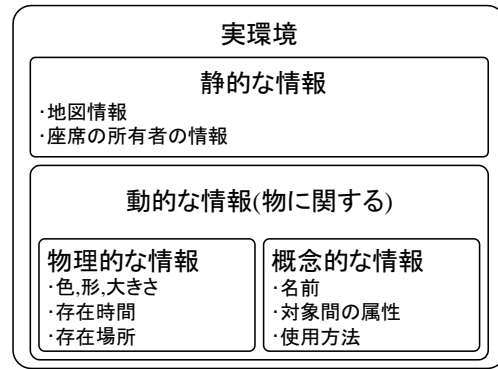 実環境
静的な情報
·地図情報
·座席の所有者の情報
動的な情報(物に関する)
物理的な情報
·色,形,大きさ
·存在時間
·存在場所
概念的な情報
·名前
·対象間の属性
·使用方法